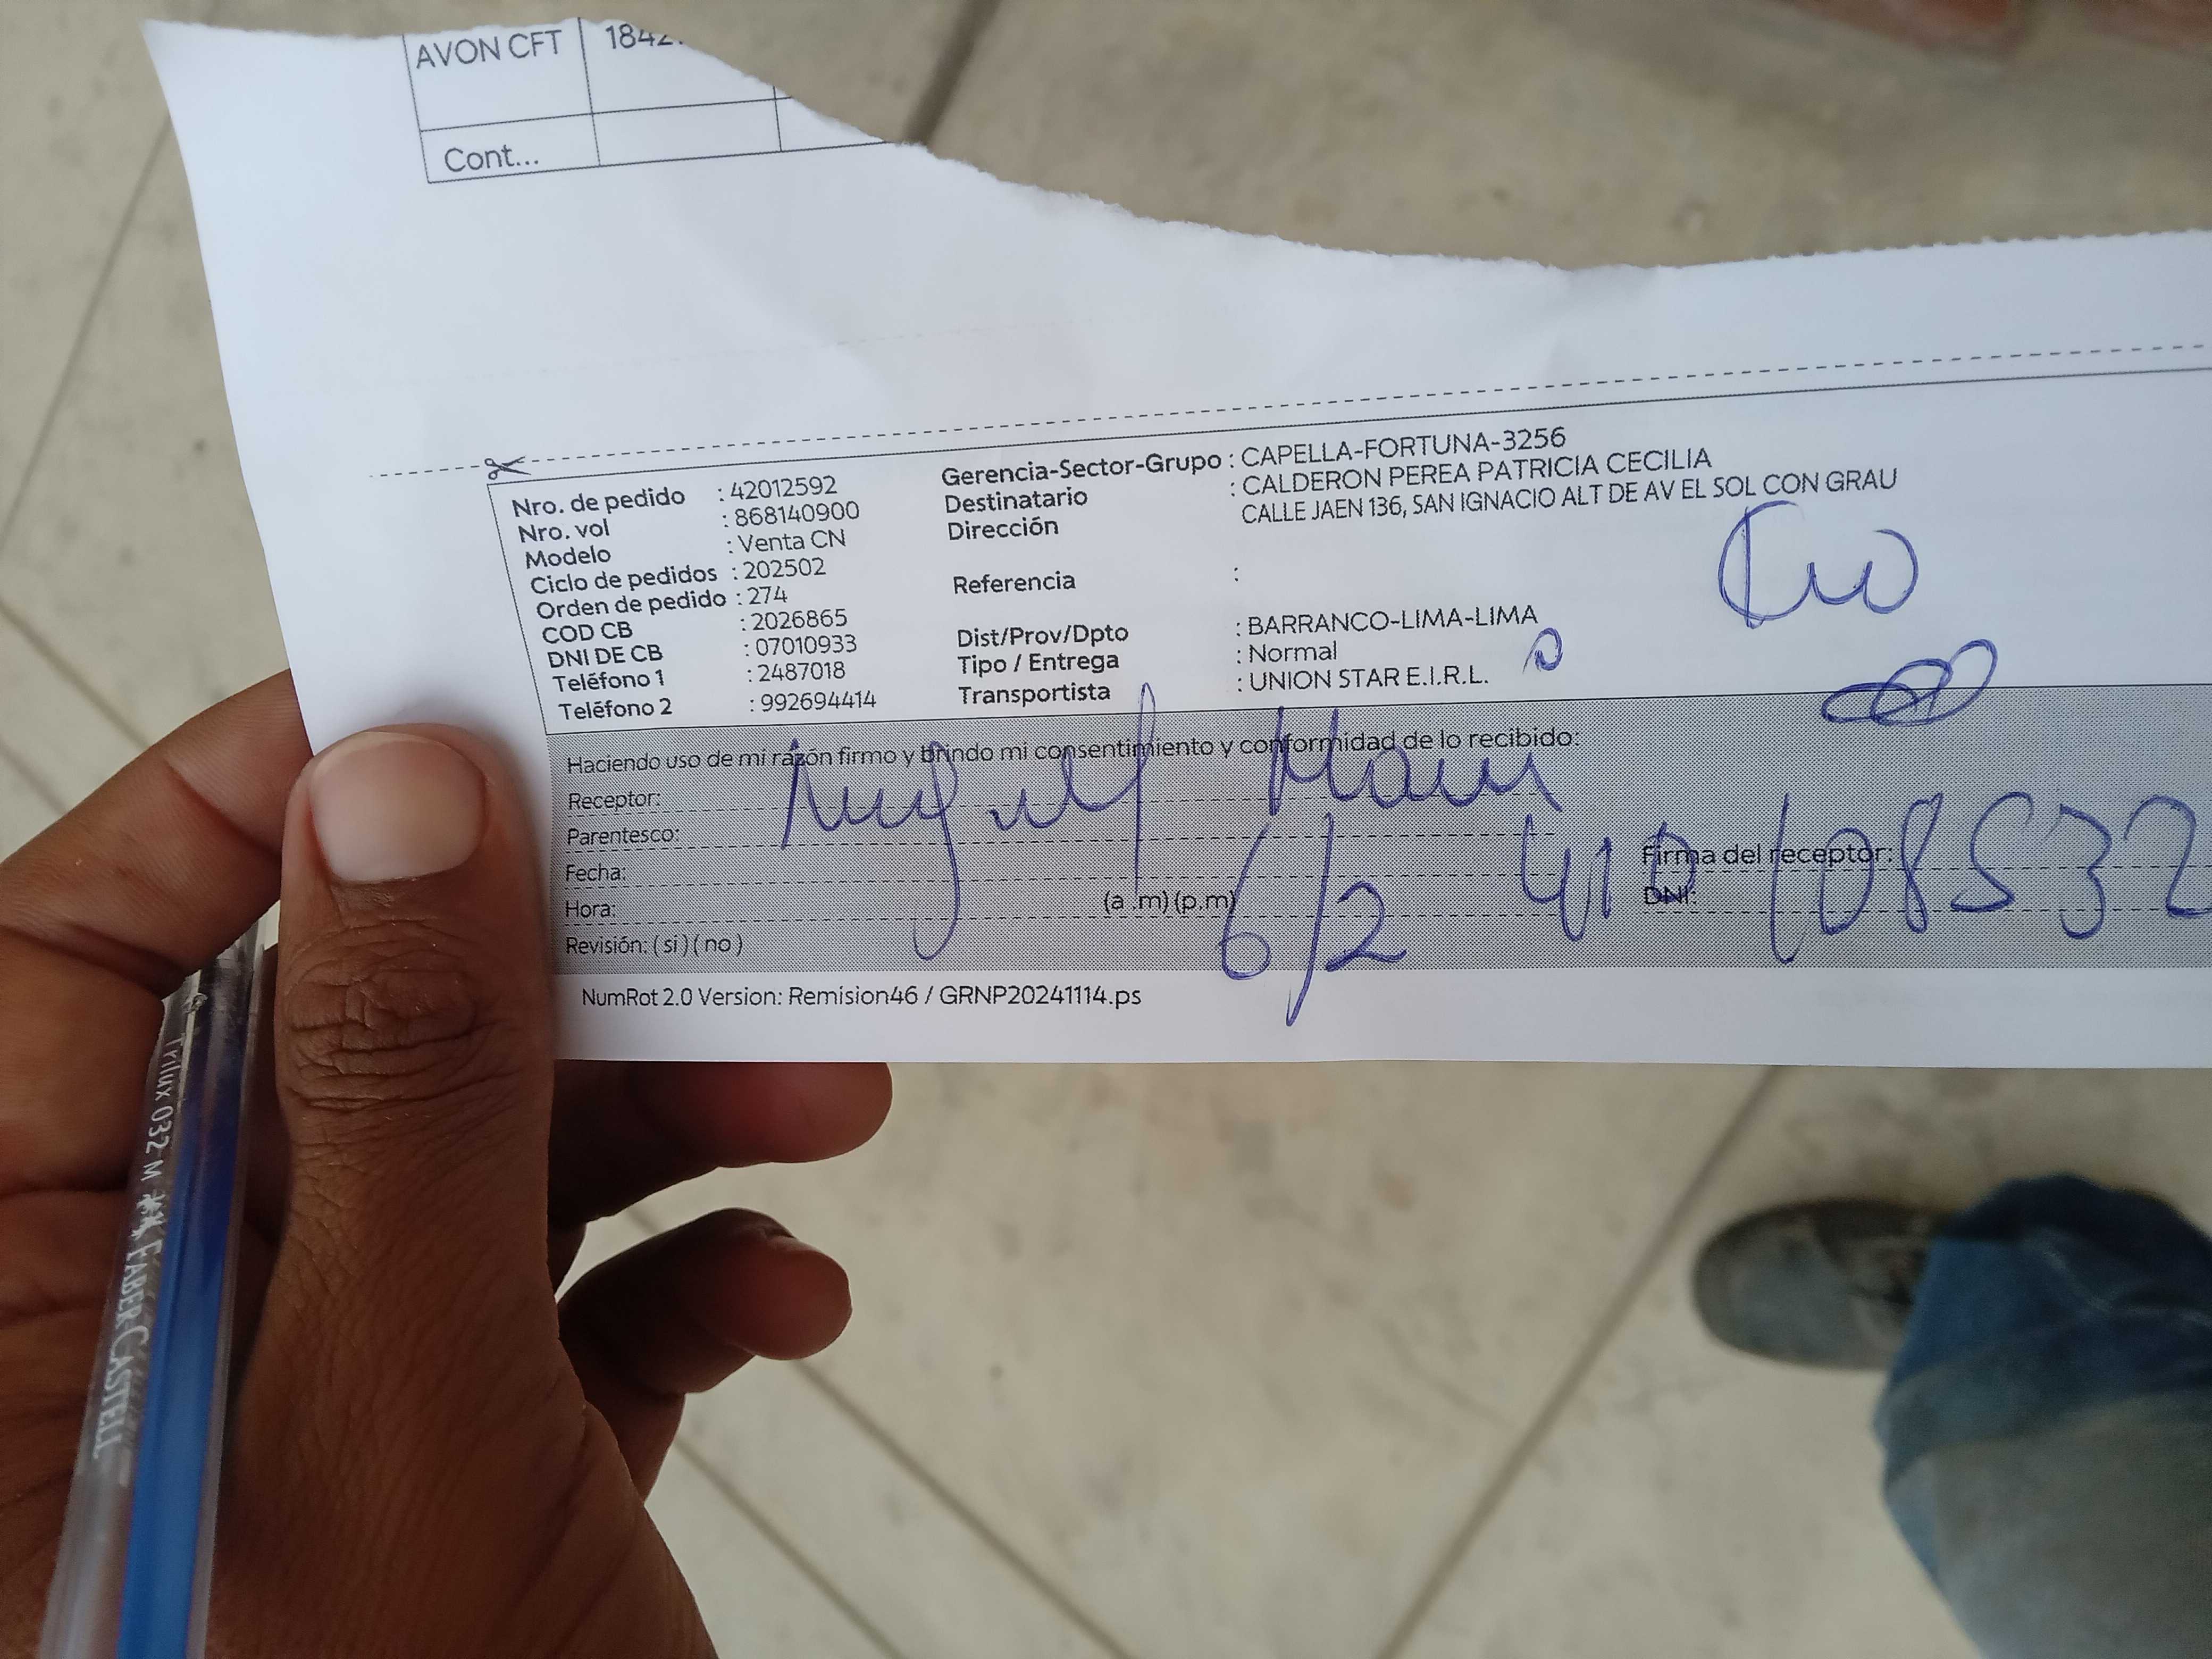 AVON CFT
Cont...
Nro. de pedido : 42012592
Nro. vol : 868140900
Modelo : Venta CN
Ciclo de pedidos : 202502
Orden de pedido : 274
COD CB : 2026865
DNI DE CB : 07010933
Teléfono 1 : 2487018
Teléfono 2 : 992694414
Gerencia-Sector-Grupo : CAPELLA-FORTUNA-3256
Destinatario : CALDERON PEREA PATRICIA CECILIA
Dirección CALLE JAEN 136, SAN IGNACIO ALT DE AV EL SOL CON GRAU
Referencia :
Dist/Prov/Dpto : BARRANCO-LIMA-LIMA
Tipo / Entrega : Normal
Transportista : UNION STAR E.I.R.L.
Haciendo uso de mi razón firmo y brindo mi consentimiento y conformidad de lo recibido:
Receptor: Miguel
Parentesco:
Fecha: 6/2
Hora: (a .m) (p.m)
Revisión: ( si ) ( no )
Firma del receptor:
DNI:
NumRot 2.0 Version: Remision46 / GRNP20241114.ps
Trilux 032 M FABER-CASTELL